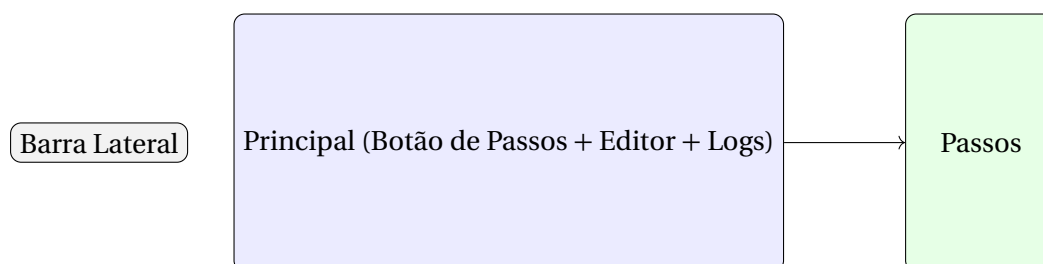 Barra Lateral
Principal (Botão de Passos + Editor + Logs)
Passos